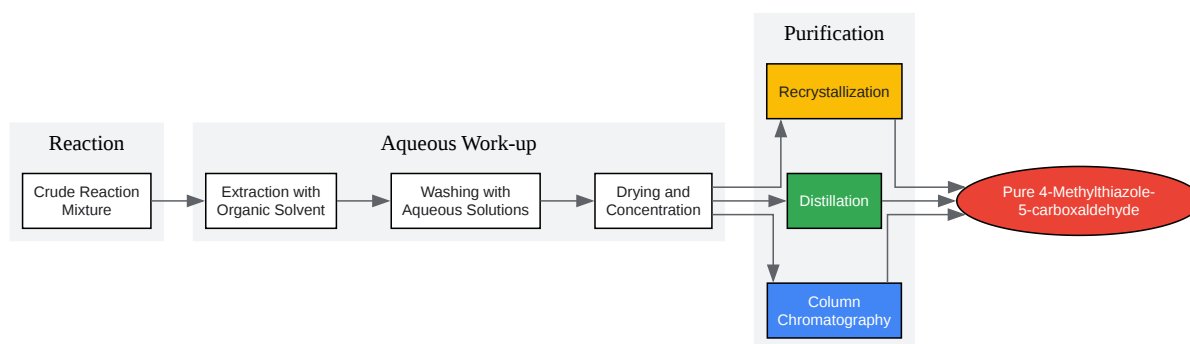 Reaction
Crude Reaction
Mixture
Aqueous Work-up
Extraction with
Organic Solvent
Washing with
Aqueous Solutions
Drying and
Concentration
Purification
Recrystallization
Distillation
Column
Chromatography
Pure 4-Methylthiazole-
5-carboxaldehyde